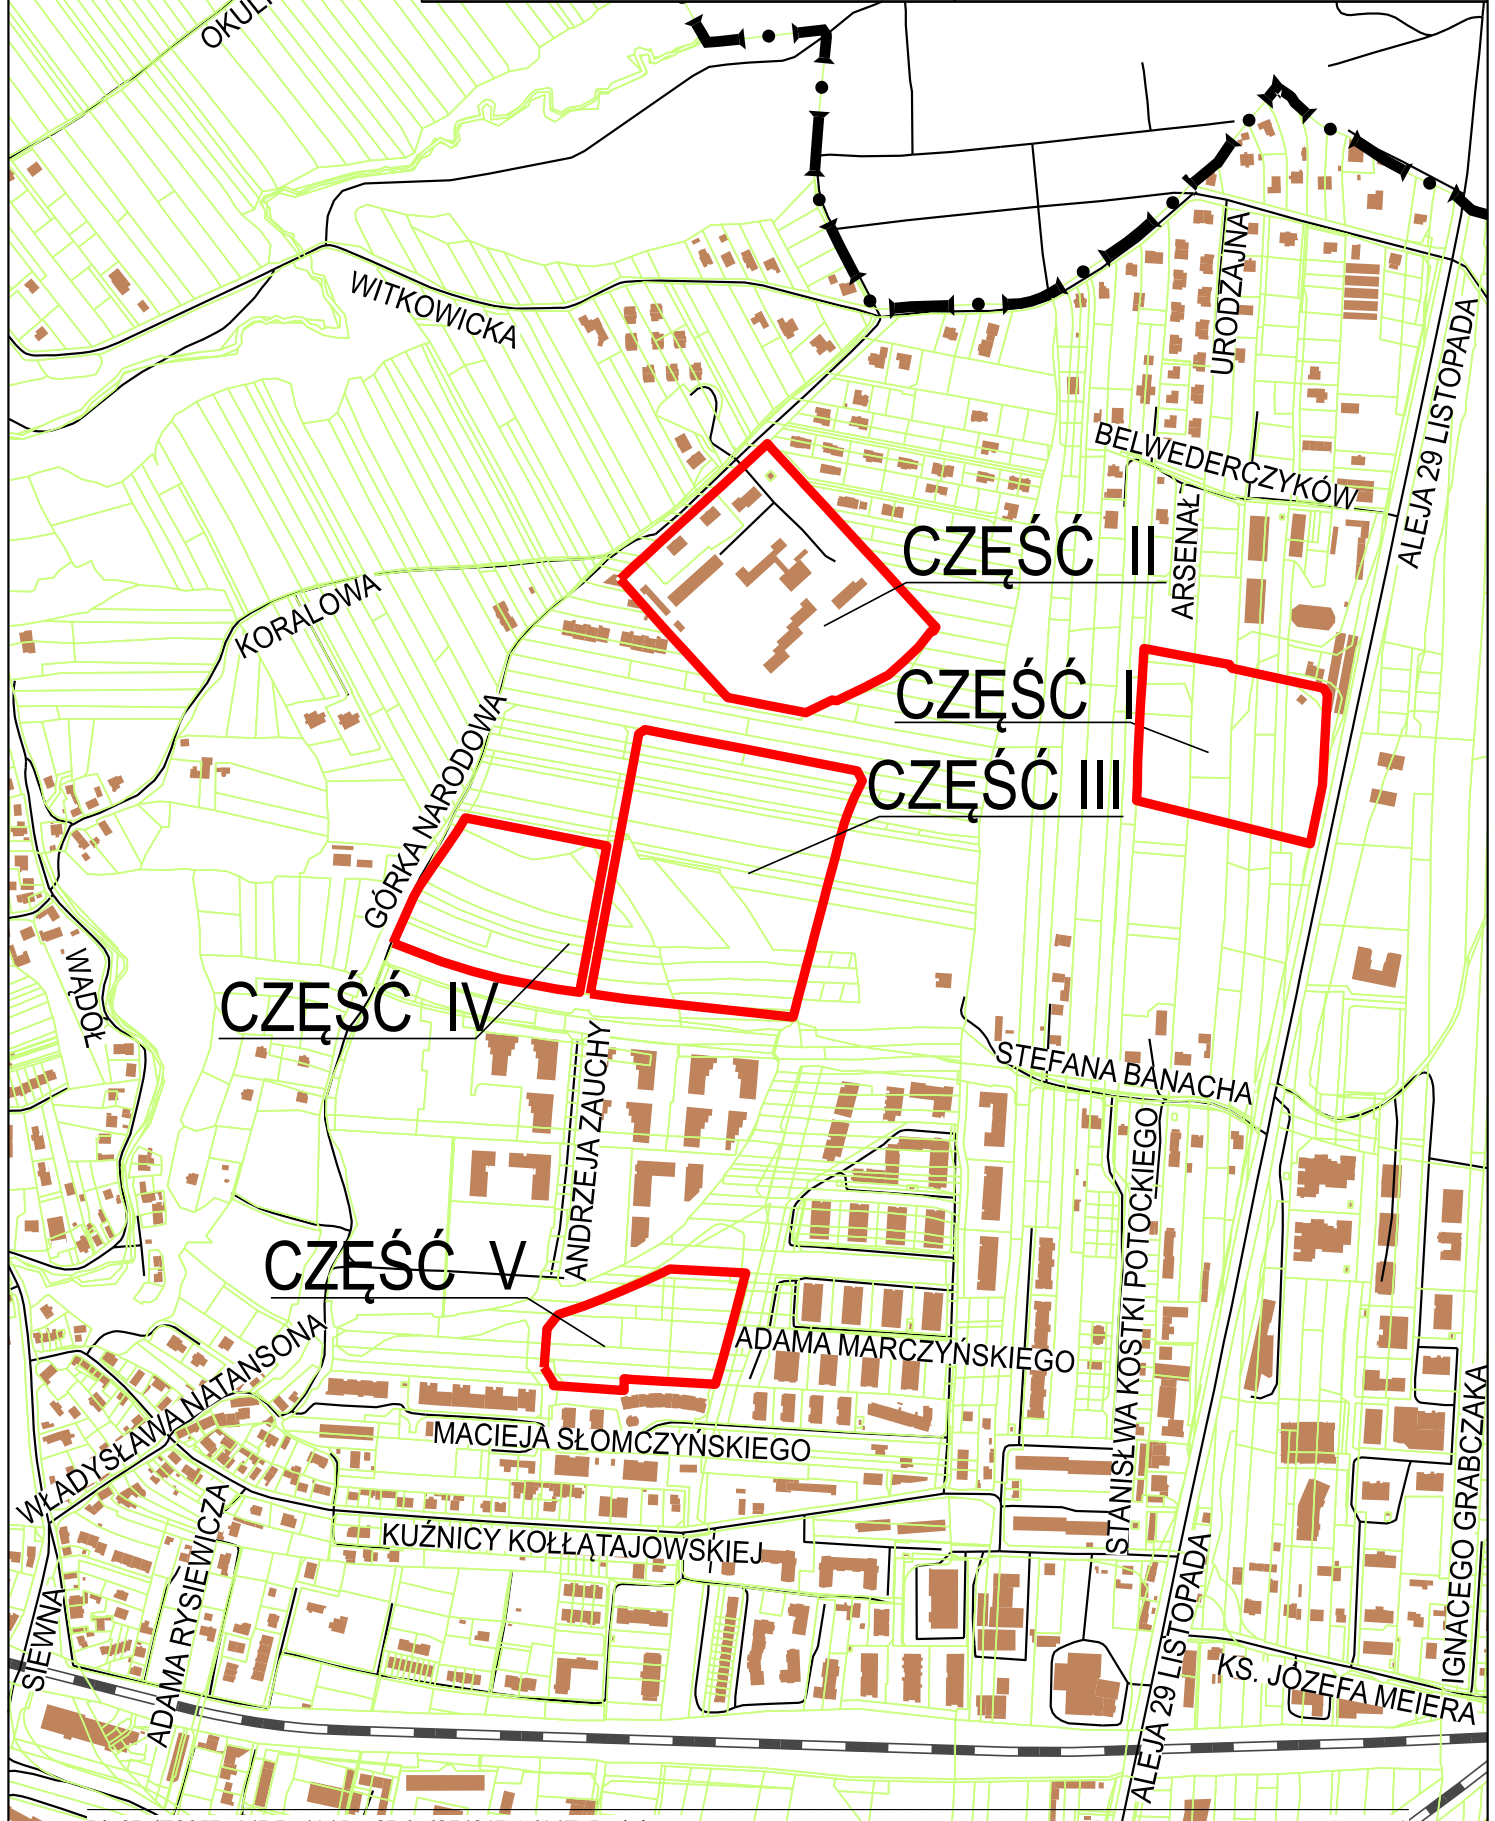 WITKOWICKA
URODZAJNA
ALEJA 29 LISTOPADA
BELWEDERCZYKÓW
ARSENAŁ
CZĘŚĆ II
KORALOWA
CZĘŚĆ I
GÓRKA NARODOWA
CZĘŚĆ III
WĄDÓŁ
CZĘŚĆ IV
STEFANA BANACHA
ANDRZEJA ZAUCHY
STANISŁWA KOSTKI POTOCKIEGO
CZĘŚĆ V
ADAMA MARCZYŃSKIEGO
WŁADYSŁAWA NATANSONA
MACIEJA SŁOMCZYŃSKIEGO
IGNACEGO GRABCZAKA
KUŹNICY KOŁŁĄTAJOWSKIEJ
ADAMA RYSIEWICZA
SIEWNA
ALEJA 29 LISTOPADA
KS. JÓZEFA MEIERA